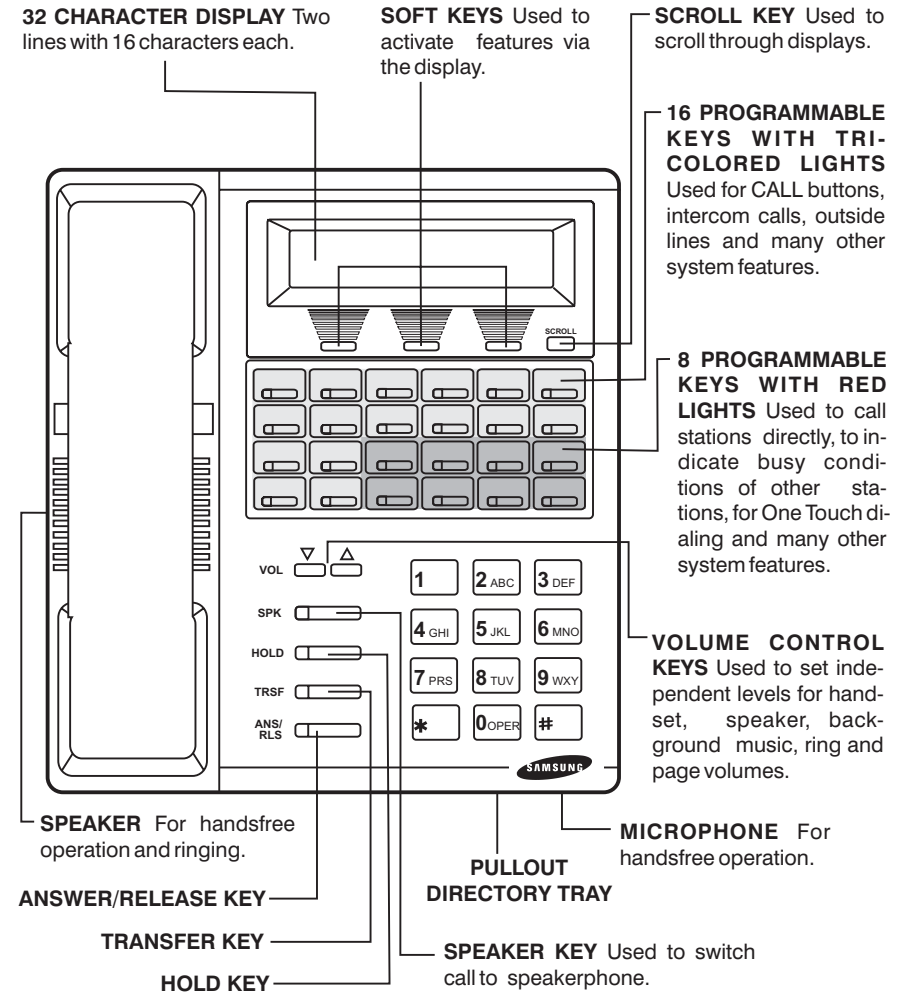 32 CHARACTER DISPLAY Two
lines with 16 characters each.
SOFT KEYS Used to
activate features via
the display.
SCROLL KEY Used to
scroll through displays.
16 PROGRAMMABLE
KEYS WITH TRI-
COLORED LIGHTS
Used for CALL buttons,
intercom calls, outside
lines and many other
system features.
SCROLL
8 PROGRAMMABLE
KEYS WITH RED
LIGHTS Used to call
stations directly, to in-
dicate busy condi-
tions of other sta-
tions, for One Touch di-
aling and many other
system features.
VOL
SPK
HOLD
TRSF
ANS/
RLS
1 2 ABC 3 DEF
4 GHI 5 JKL 6 MNO
7 PRS 8 TUV 9 WXY
* 0 OPER #
SAMSUNG
VOLUME CONTROL
KEYS Used to set inde-
pendent levels for hand-
set, speaker, back-
ground music, ring and
page volumes.
SPEAKER For handsfree
operation and ringing.
MICROPHONE For
handsfree operation.
PULLOUT
DIRECTORY TRAY
ANSWER/RELEASE KEY
TRANSFER KEY
HOLD KEY
SPEAKER KEY Used to switch
call to speakerphone.